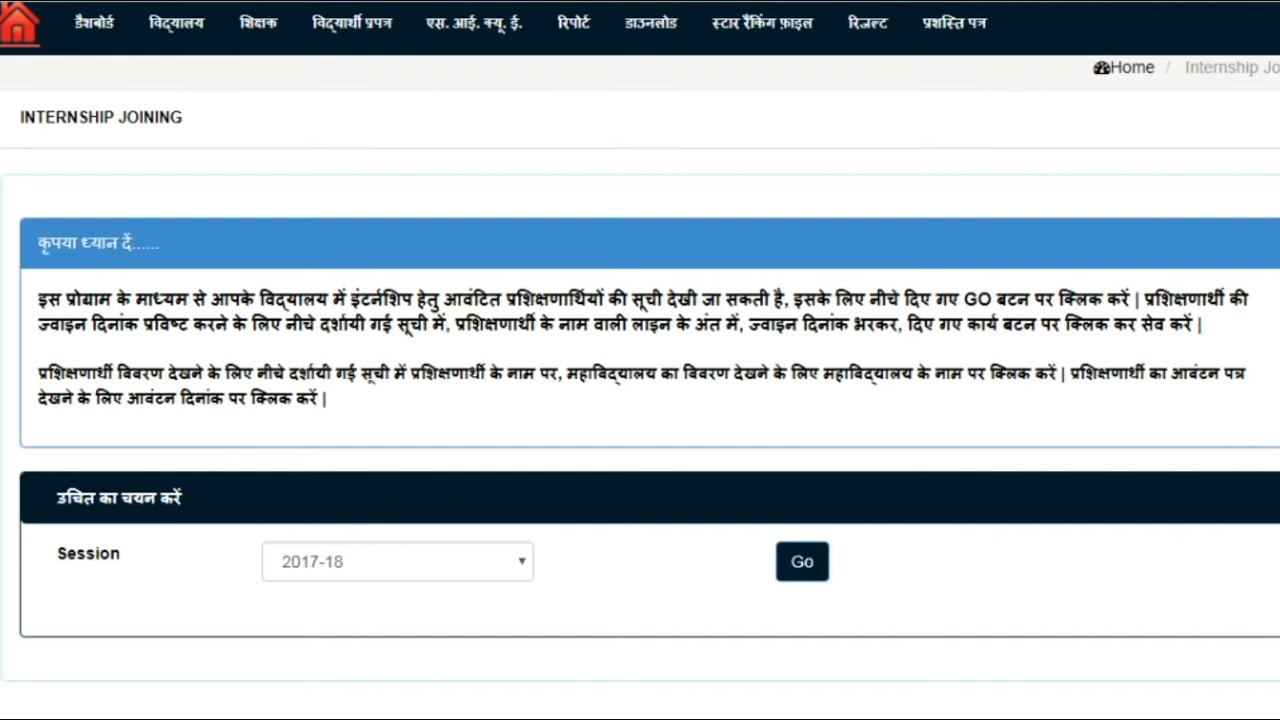 डैशबोर्ड विद्यालय शिक्षक विद्यार्थी प्रपत्र एस. आई. क्यू. ई. रिपोर्ट डाउनलोड स्टार रैंकिंग फ़ाइल रिजल्ट प्रशस्ति पत्र
Home / Internship Jo
INTERNSHIP JOINING
कृपया ध्यान दें......
इस प्रोग्राम के माध्यम से आपके विद्यालय में इंटर्नशिप हेतु आवंटित प्रशिक्षणार्थियों की सूची देखी जा सकती है, इसके लिए नीचे दिए गए GO बटन पर क्लिक करें | प्रशिक्षणार्थी की
ज्वाइन दिनांक प्रविष्ट करने के लिए नीचे दर्शायी गई सूची में, प्रशिक्षणार्थी के नाम वाली लाइन के अंत में, ज्वाइन दिनांक भरकर, दिए गए कार्य बटन पर क्लिक कर सेव करें |
प्रशिक्षणार्थी विवरण देखने के लिए नीचे दर्शायी गई सूची में प्रशिक्षणार्थी के नाम पर, महाविद्यालय का विवरण देखने के लिए महाविद्यालय के नाम पर क्लिक करें | प्रशिक्षणार्थी का आवंटन पत्र
देखने के लिए आवंटन दिनांक पर क्लिक करें |
उचित का चयन करें
Session 2017-18 Go